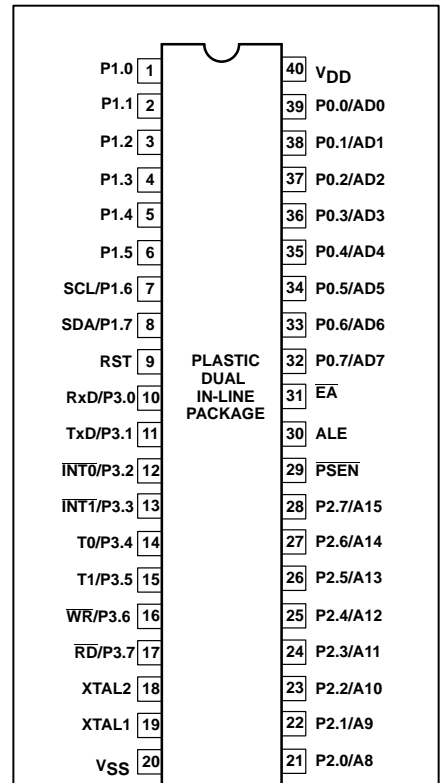 P1.0 1 40 VDD
P1.1 2 39 P0.0/AD0
P1.2 3 38 P0.1/AD1
P1.3 4 37 P0.2/AD2
P1.4 5 36 P0.3/AD3
P1.5 6 35 P0.4/AD4
SCL/P1.6 7 34 P0.5/AD5
SDA/P1.7 8 33 P0.6/AD6
RST 9 PLASTIC 32 P0.7/AD7
DUAL
RxD/P3.0 10 IN-LINE 31 E̅A̅
PACKAGE
TxD/P3.1 11 30 ALE
I̅N̅T̅0̅/P3.2 12 29 P̅S̅E̅N̅
I̅N̅T̅1̅/P3.3 13 28 P2.7/A15
T0/P3.4 14 27 P2.6/A14
T1/P3.5 15 26 P2.5/A13
W̅R̅/P3.6 16 25 P2.4/A12
R̅D̅/P3.7 17 24 P2.3/A11
XTAL2 18 23 P2.2/A10
XTAL1 19 22 P2.1/A9
VSS 20 21 P2.0/A8